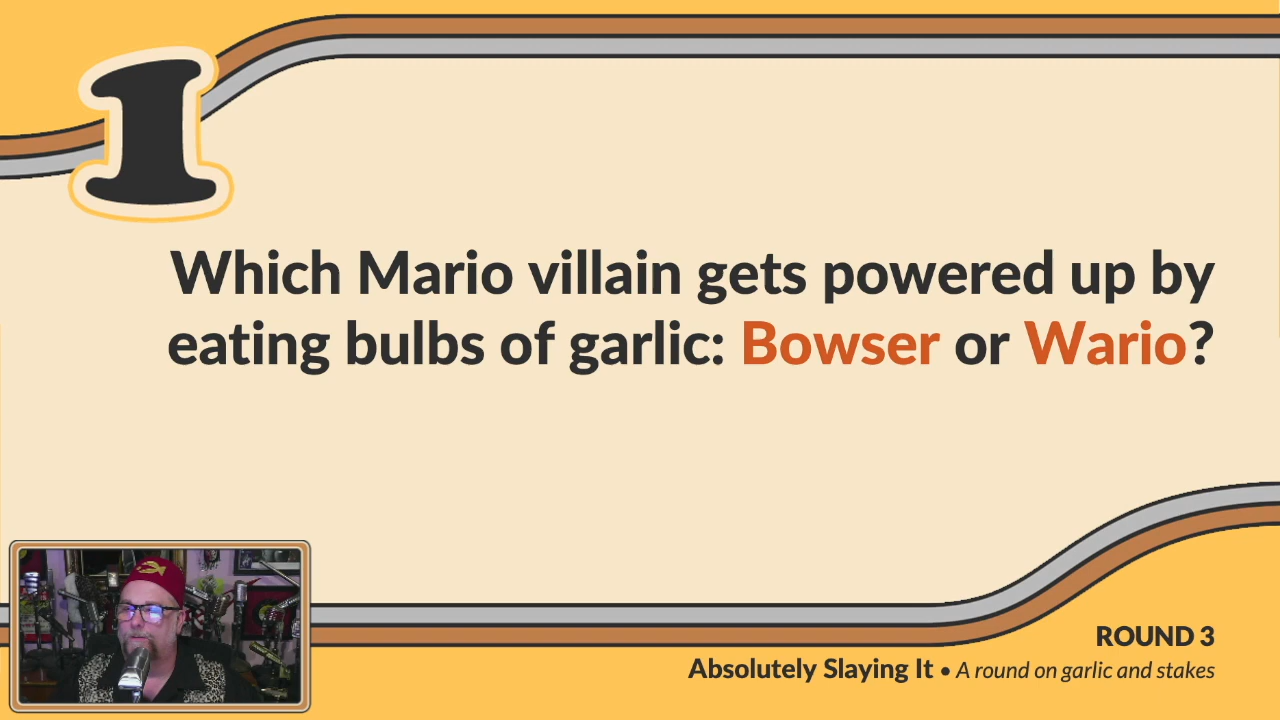 1
Which Mario villain gets powered up by
eating bulbs of garlic: Bowser or Wario?
ROUND 3
Absolutely Slaying It • A round on garlic and stakes